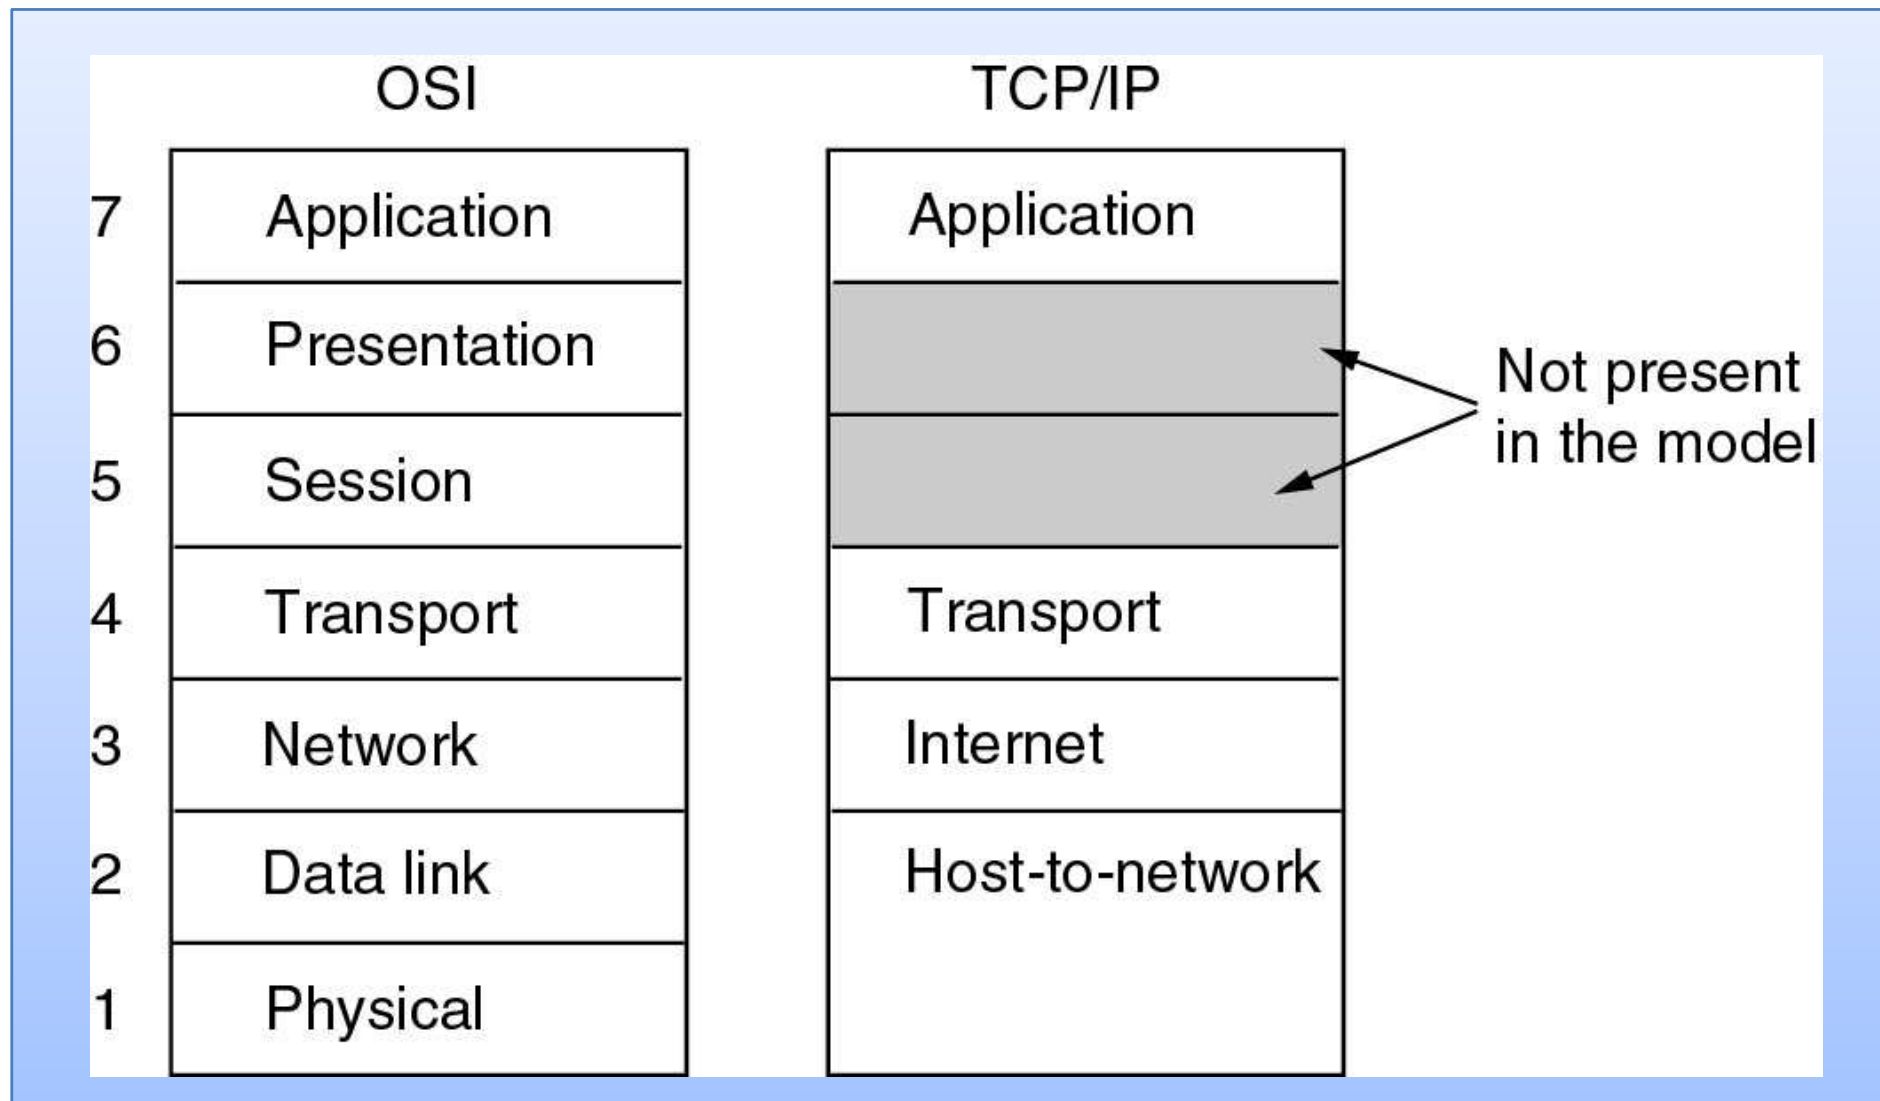 OSI TCP/IP
7 Application Application
6 Presentation
Not present
5 Session
in the model
4 Transport Transport
3 Network Internet
2 Data link Host-to-network
1 Physical